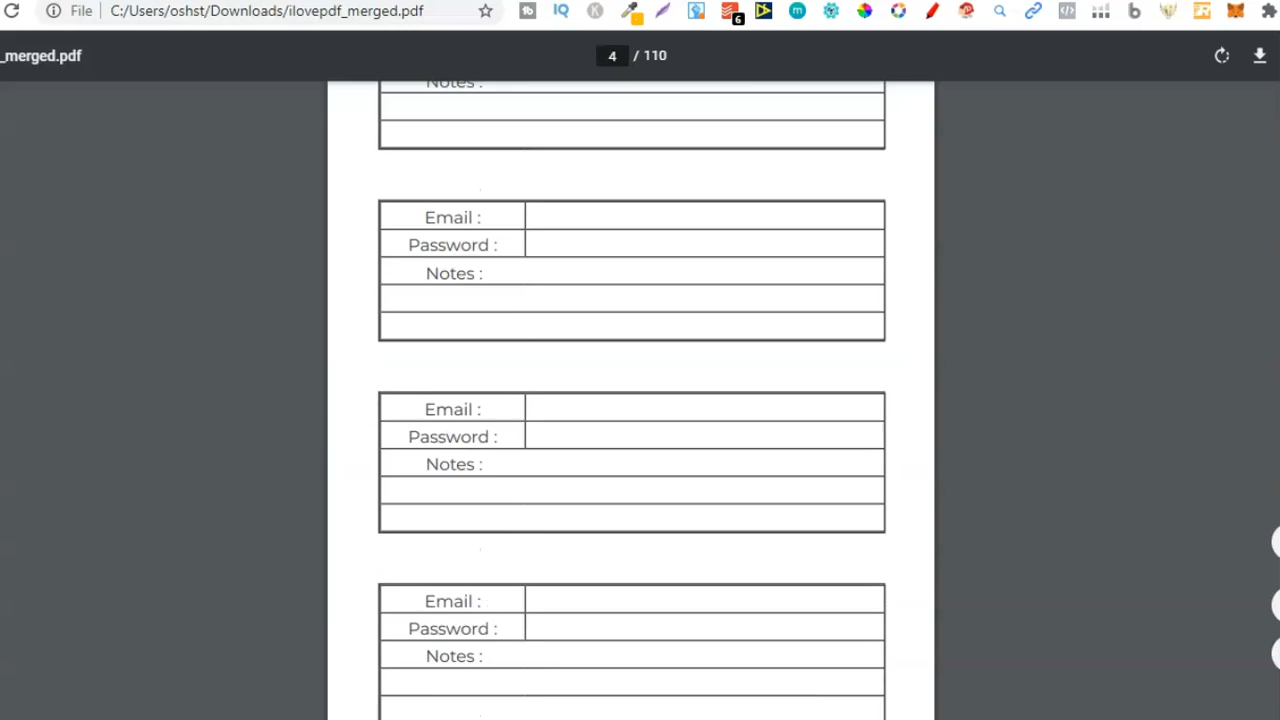 File C:/Users/oshst/Downloads/ilovepdf_merged.pdf
_merged.pdf 4 / 110
Notes :
Email :
Password :
Notes :
Email :
Password :
Notes :
Email :
Password :
Notes :